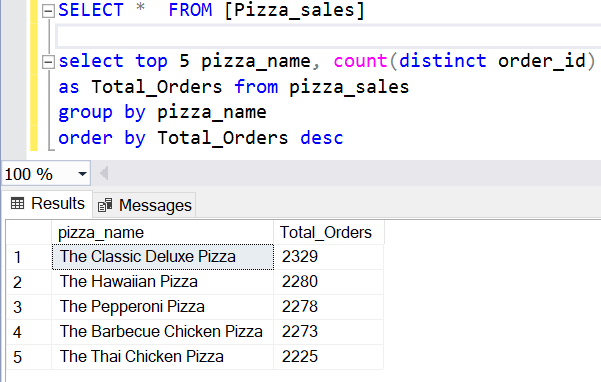 SELECT *  FROM [Pizza_sales]
select top 5 pizza_name, count(distinct order_id)
as Total_Orders from pizza_sales
group by pizza_name
order by Total_Orders desc
100 %
Results Messages
pizza_name Total_Orders
1 The Classic Deluxe Pizza 2329
2 The Hawaiian Pizza 2280
3 The Pepperoni Pizza 2278
4 The Barbecue Chicken Pizza 2273
5 The Thai Chicken Pizza 2225